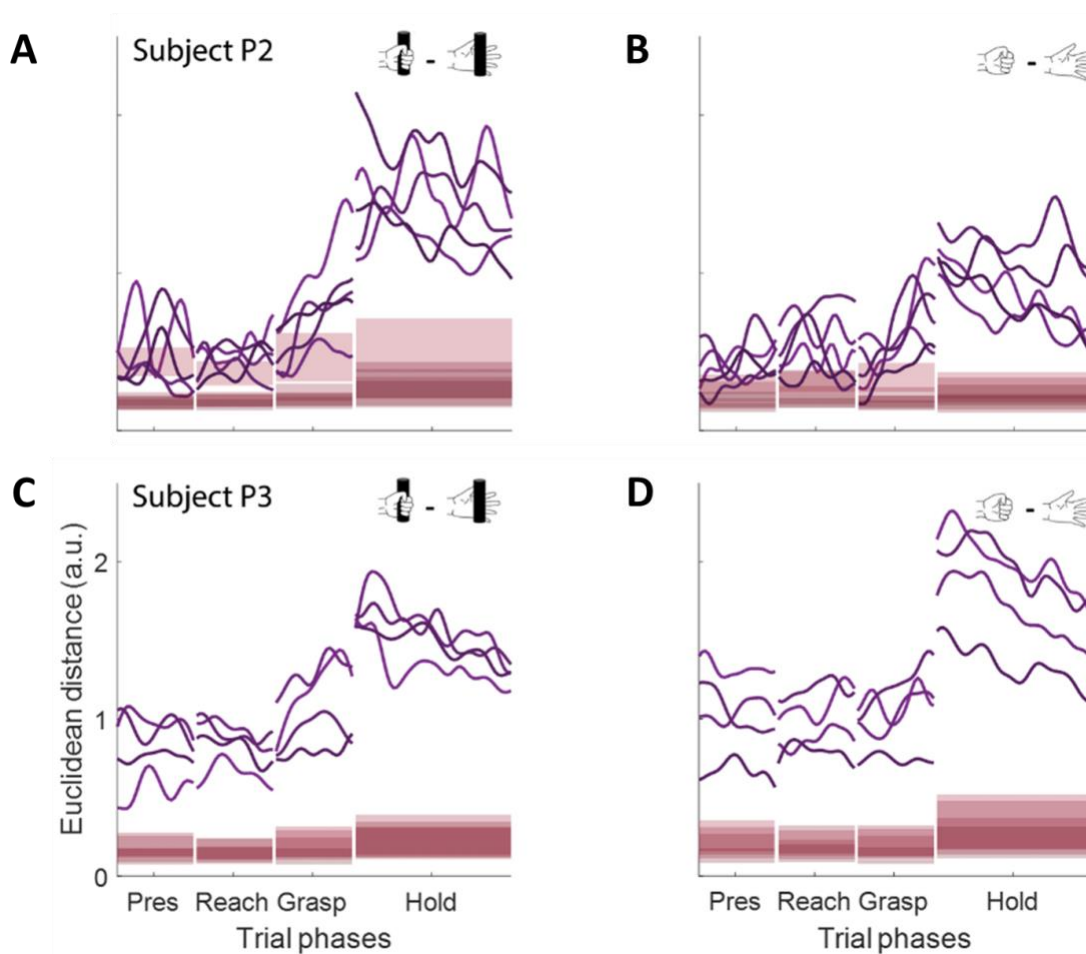 A
Subject P2
B
C
Subject P3
D
Euclidean distance (a.u.)
2
1
0
Pres Reach Grasp Hold
Trial phases
Pres Reach Grasp Hold
Trial phases